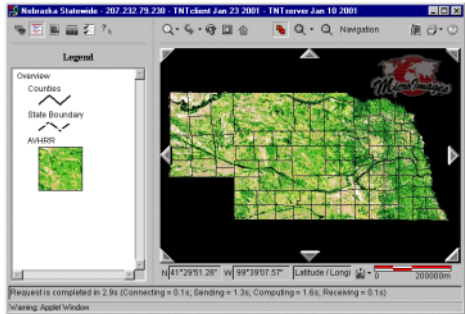 Nebraska Statewide - 207.232.79.230 - TNTclient Jan 23 2001 - TNTserver Jan 10 2001
Navigation
Legend
Overview
Counties
State Boundary
AVHRR
MicroImages
N 41°29'51.26" W 99°39'07.57" Latitude / Longi 0 200000m
Request is completed in 2.9s (Connecting = 0.1s; Sending = 1.3s; Computing = 1.6s; Receiving = 0.1s)
Warning: Applet Window